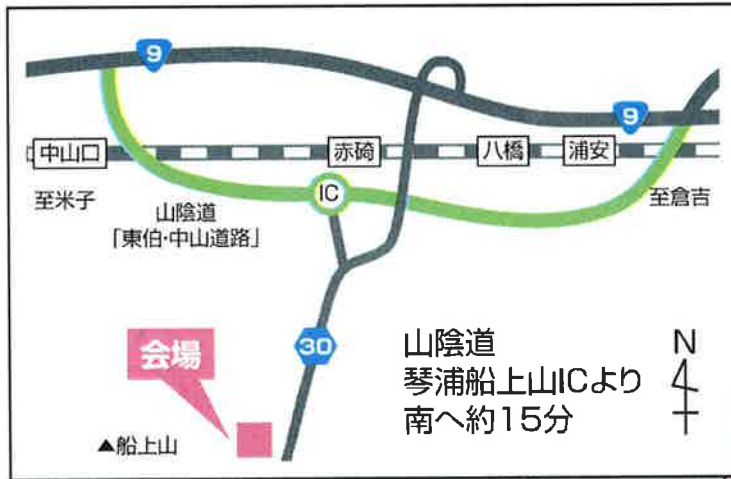 9
9
中山口
赤碕
八橋
浦安
至米子
IC
至倉吉
山陰道
「東伯・中山道路」
30
会場
▲船上山
山陰道
琴浦船上山ICより
南へ約15分
N